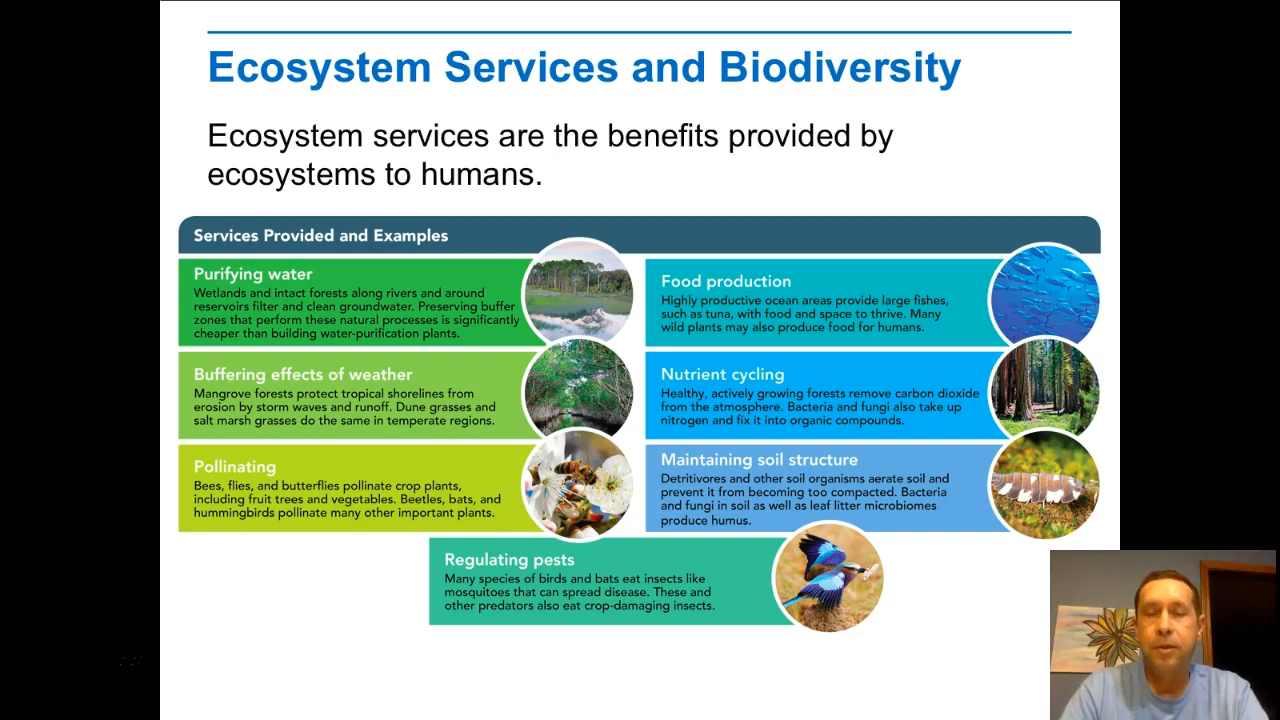 Ecosystem Services and Biodiversity
Ecosystem services are the benefits provided by
ecosystems to humans.
Services Provided and Examples
Purifying water
Wetlands and intact forests along rivers and around
reservoirs filter and clean groundwater. Preserving buffer
zones that perform these natural processes is significantly
cheaper than building water-purification plants.
Food production
Highly productive ocean areas provide large fishes,
such as tuna, with food and space to thrive. Many
wild plants may also produce food for humans.
Buffering effects of weather
Mangrove forests protect tropical shorelines from
erosion by storm waves and runoff. Dune grasses and
salt marsh grasses do the same in temperate regions.
Nutrient cycling
Healthy, actively growing forests remove carbon dioxide
from the atmosphere. Bacteria and fungi also take up
nitrogen and fix it into organic compounds.
Pollinating
Bees, flies, and butterflies pollinate crop plants,
including fruit trees and vegetables. Beetles, bats, and
hummingbirds pollinate many other important plants.
Maintaining soil structure
Detritivores and other soil organisms aerate soil and
prevent it from becoming too compacted. Bacteria
and fungi in soil as well as leaf litter microbiomes
produce humus.
Regulating pests
Many species of birds and bats eat insects like
mosquitoes that can spread disease. These and
other predators also eat crop-damaging insects.